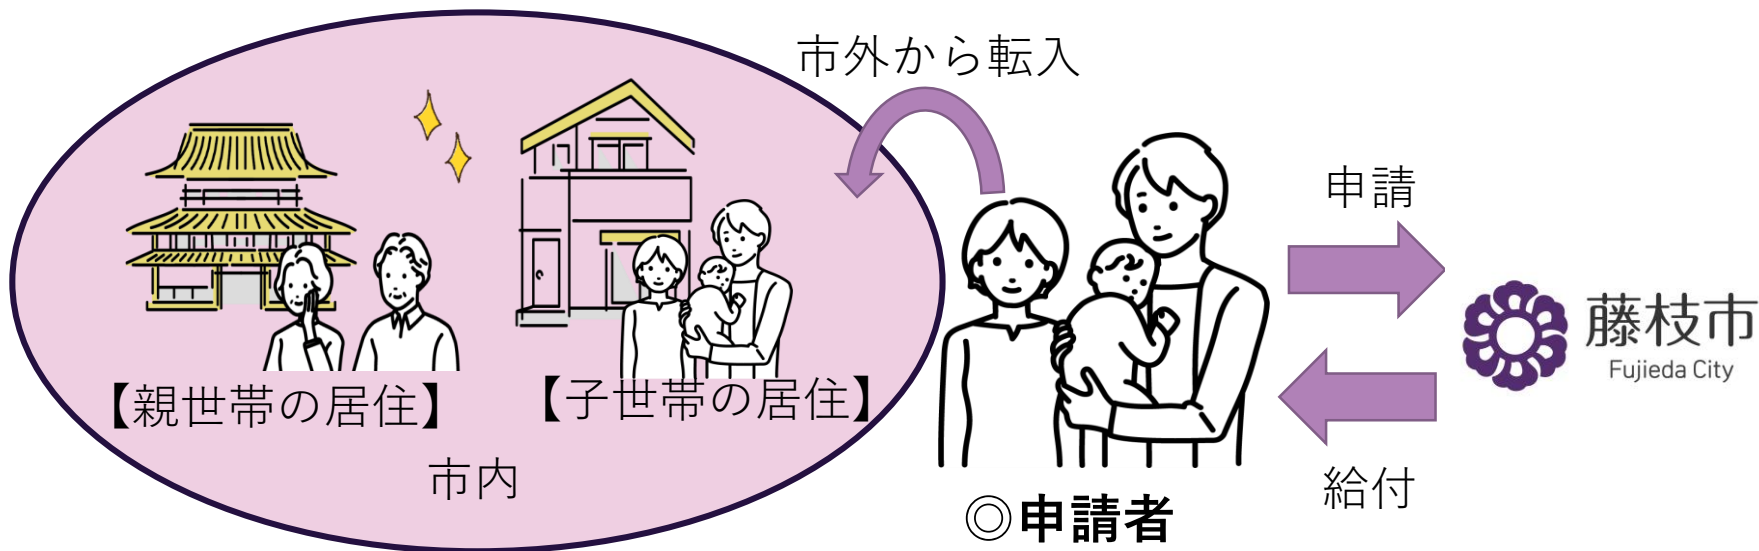 市外から転入
申請
藤枝市
Fujieda City
【親世帯の居住】
【子世帯の居住】
市内
給付
◎申請者